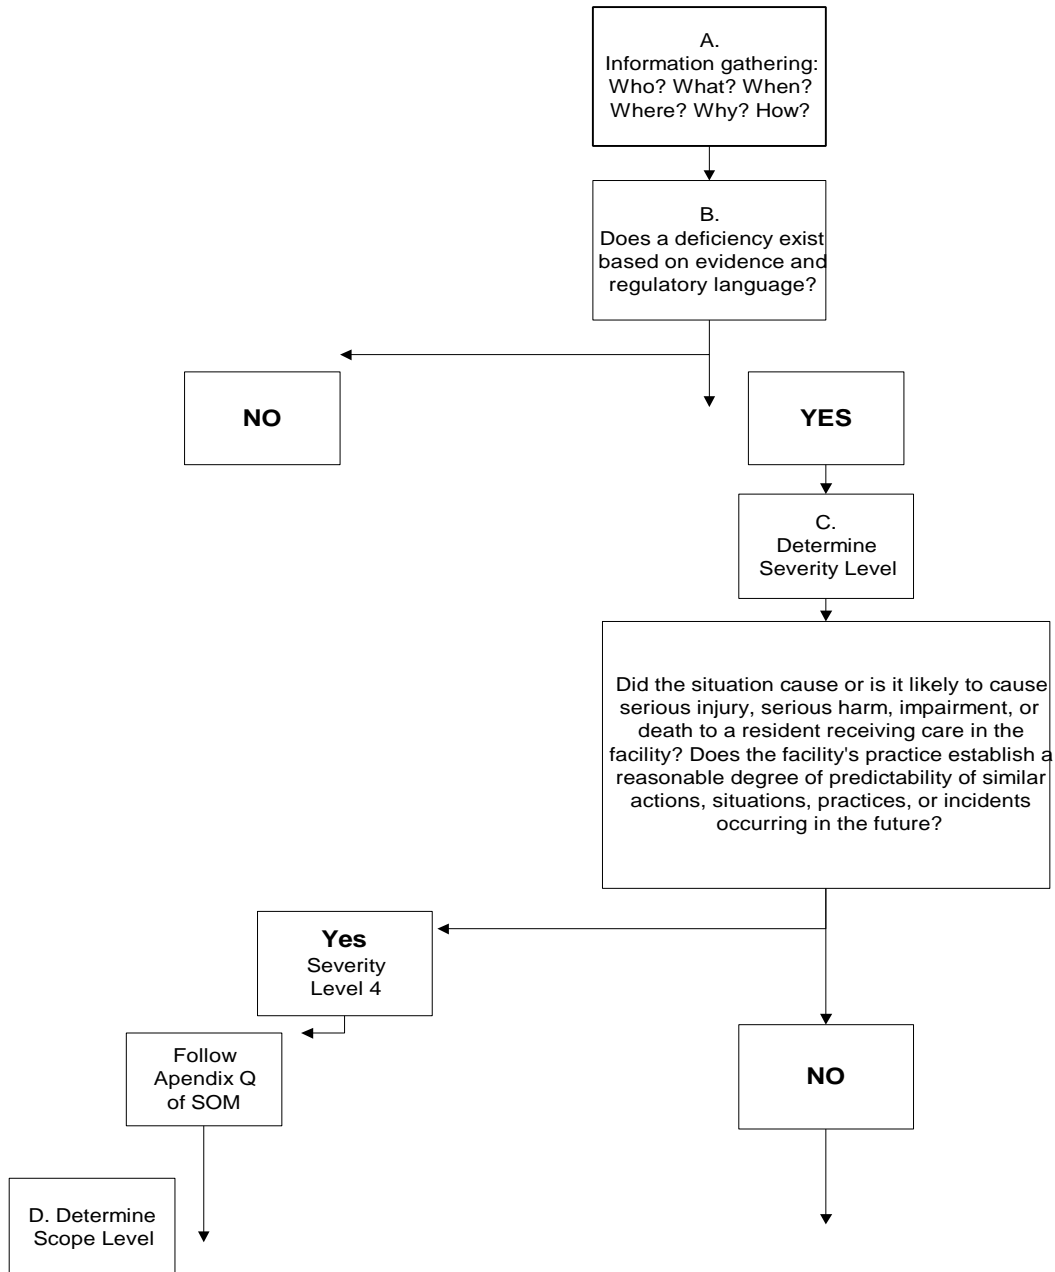 A.
Information gathering:
Who? What? When?
Where? Why? How?
B.
Does a deficiency exist
based on evidence and
regulatory language?
NO
YES
C.
Determine
Severity Level
Did the situation cause or is it likely to cause
serious injury, serious harm, impairment, or
death to a resident receiving care in the
facility? Does the facility's practice establish a
reasonable degree of predictability of similar
actions, situations, practices, or incidents
occurring in the future?
Yes
Severity
Level 4
NO
Follow
Apendix Q
of SOM
D. Determine
Scope Level